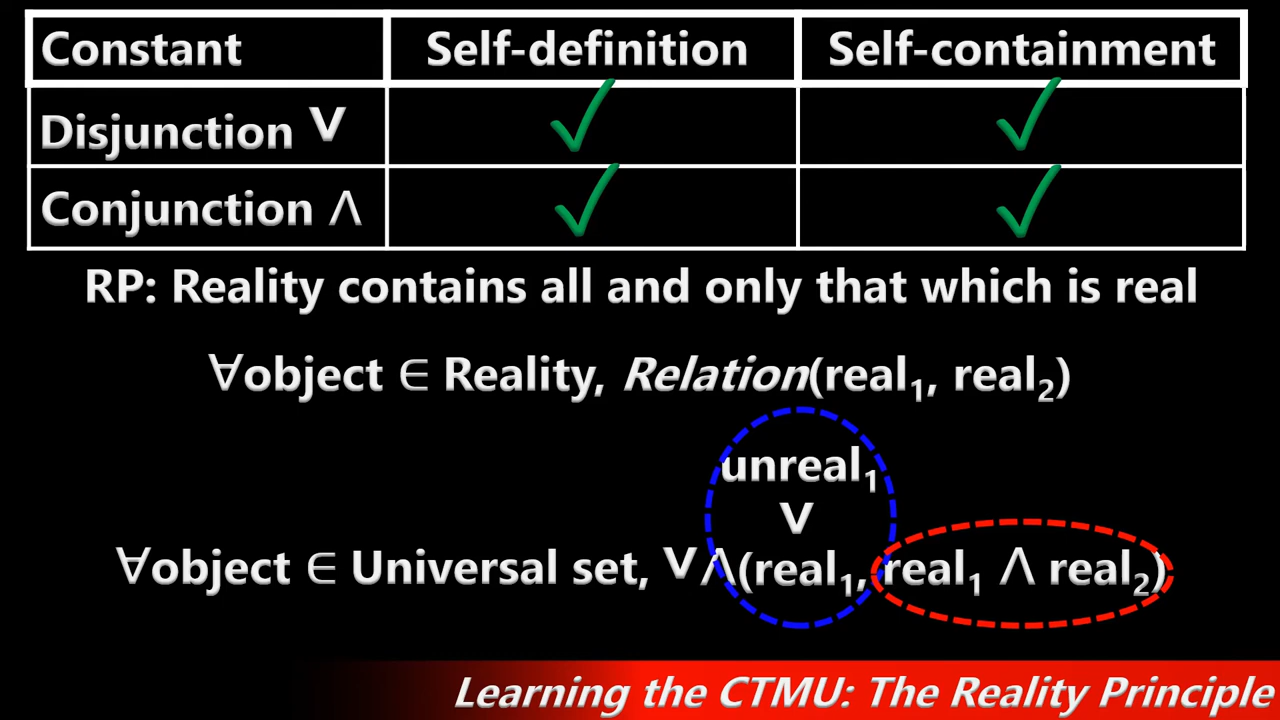 Constant Self-definition Self-containment
Disjunction ∨ ✓ ✓
Conjunction ∧ ✓ ✓
RP: Reality contains all and only that which is real
∀object ∈ Reality, Relation(real₁, real₂)
unreal₁
∨
∀object ∈ Universal set, ∨∧(real₁, real₁ ∧ real₂)
Learning the CTMU: The Reality Principle